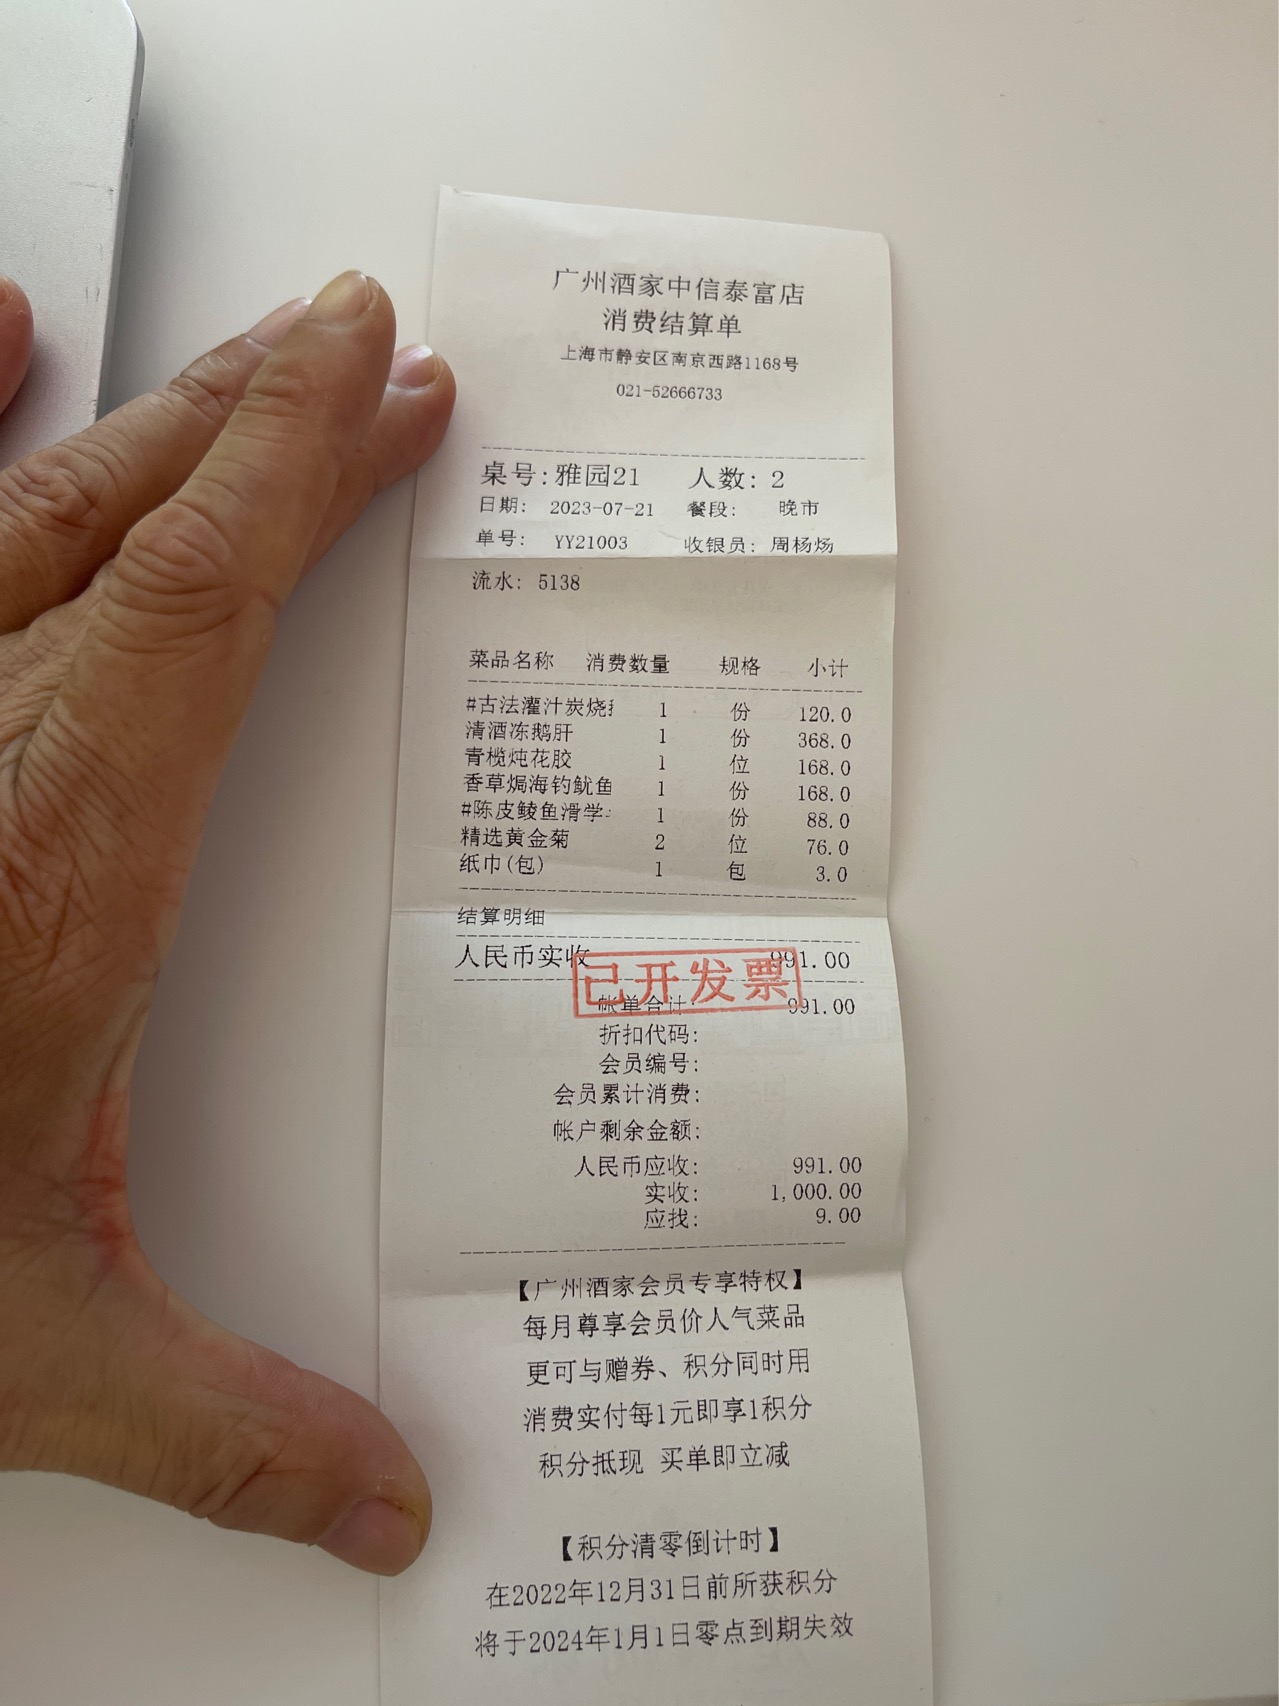 广州酒家中信泰富店
消费结算单
上海市静安区南京西路1168号
021-52666733
桌号:雅园21 人数: 2
日期: 2023-07-21 餐段: 晚市
单号: YY21003 收银员: 周杨炀
流水: 5138
菜品名称 消费数量 规格 小计
#古法灌汁炭烧 1 份 120.0
清酒冻鹅肝 1 份 368.0
青榄炖花胶 1 位 168.0
香草焗海钓鱿鱼 1 份 168.0
#陈皮鲮鱼滑学 1 份 88.0
精选黄金菊 2 位 76.0
纸巾(包) 1 包 3.0
结算明细
人民币实收 991.00
已开发票
帐单合计: 991.00
折扣代码:
会员编号:
会员累计消费:
帐户剩余金额:
人民币应收: 991.00
实收: 1,000.00
应找: 9.00
【广州酒家会员专享特权】
每月尊享会员价人气菜品
更可与赠券、积分同时用
消费实付每1元即享1积分
积分抵现 买单即立减
【积分清零倒计时】
在2022年12月31日前所获积分
将于2024年1月1日零点到期失效